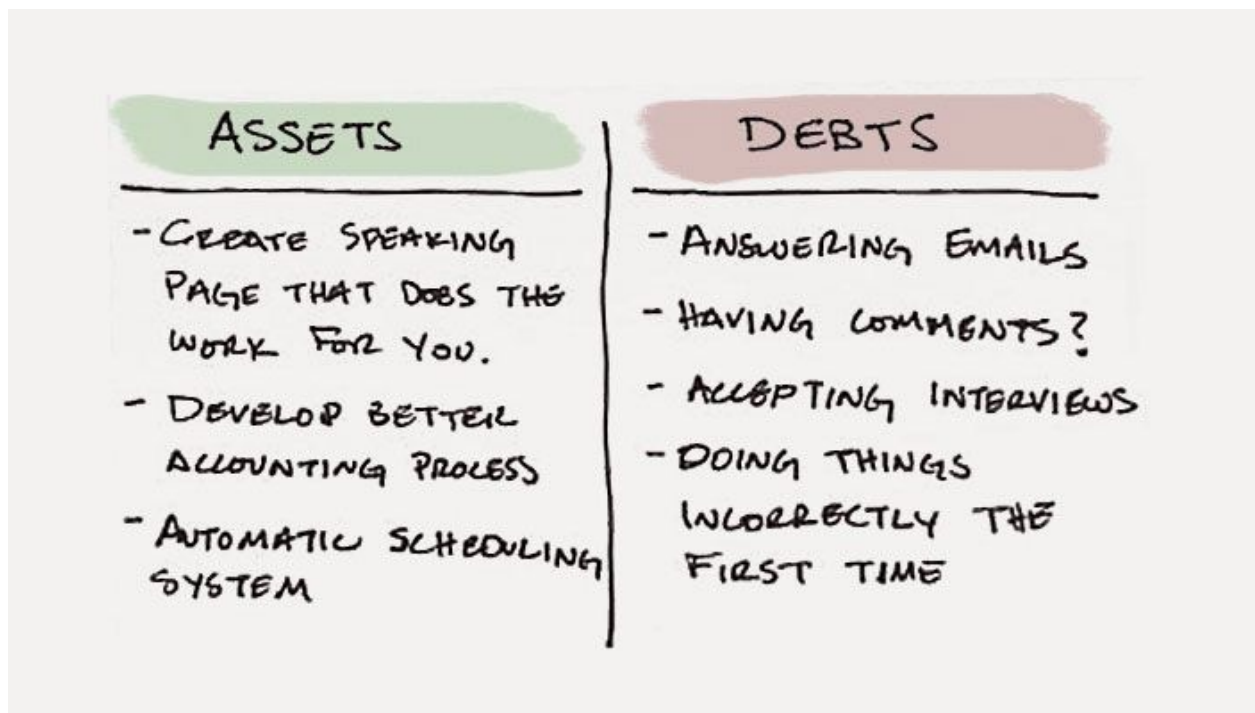 ASSETS
- CREATE SPEAKING
PAGE THAT DOES THE
WORK FOR YOU.
- DEVELOP BETTER
ACCOUNTING PROCESS
- AUTOMATIC SCHEDULING
SYSTEM
DEBTS
- ANSWERING EMAILS
- HAVING COMMENTS?
- ACCEPTING INTERVIEWS
- DOING THINGS
INCORRECTLY THE
FIRST TIME